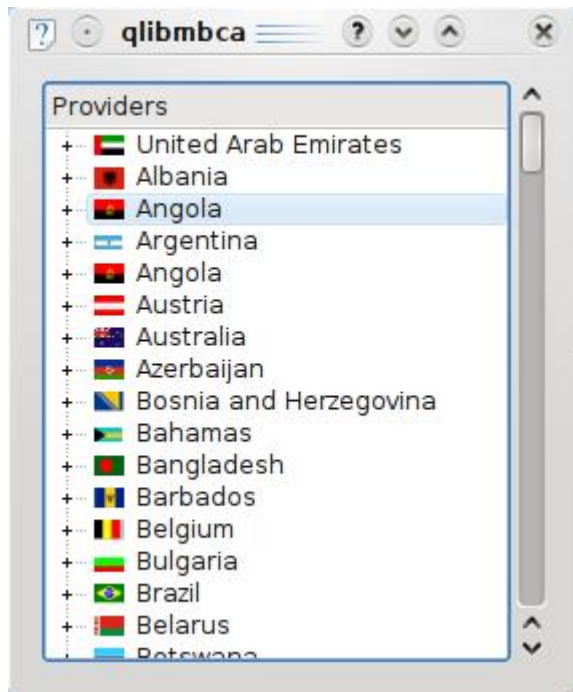 qlibmbca
Providers
United Arab Emirates
Albania
Angola
Argentina
Angola
Austria
Australia
Azerbaijan
Bosnia and Herzegovina
Bahamas
Bangladesh
Barbados
Belgium
Bulgaria
Brazil
Belarus
Botswana